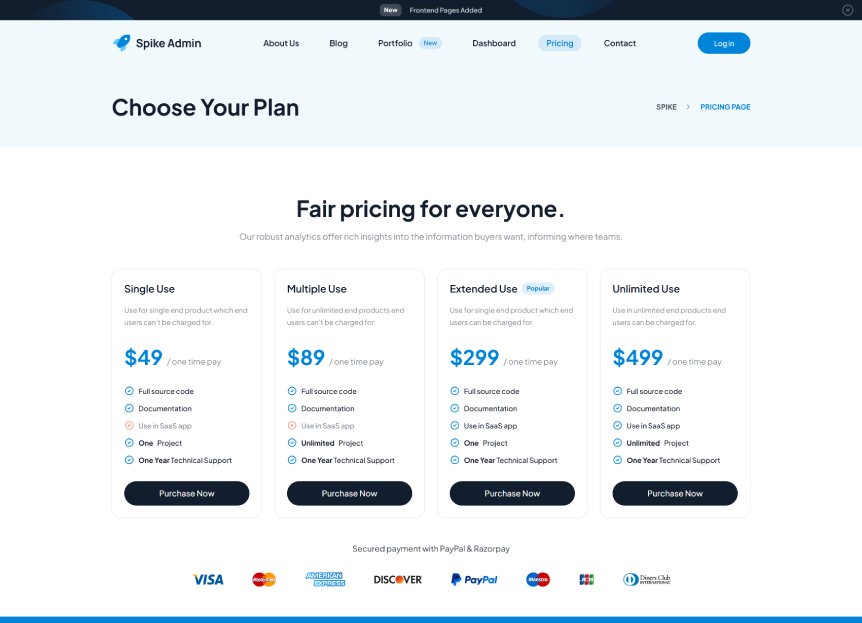 New Frontend Pages Added
Spike Admin About Us Blog Portfolio New Dashboard Pricing Contact Log in
Choose Your Plan
SPIKE > PRICING PAGE
Fair pricing for everyone.
Our robust analytics offer rich insights into the information buyers want, informing where teams.
Single Use
Use for single end product which end
users can't be charged for.
$49 / one time pay
Full source code
Documentation
Use in SaaS app
One Project
One Year Technical Support
Purchase Now
Multiple Use
Use for unlimited end products end
users can't be charged for.
$89 / one time pay
Full source code
Documentation
Use in SaaS app
Unlimited Project
One Year Technical Support
Purchase Now
Extended Use Popular
Use for single end product which end
users can be charged for.
$299 / one time pay
Full source code
Documentation
Use in SaaS app
One Project
One Year Technical Support
Purchase Now
Unlimited Use
Use in unlimited end products end
users can be charged for.
$499 / one time pay
Full source code
Documentation
Use in SaaS app
Unlimited Project
One Year Technical Support
Purchase Now
Secured payment with PayPal & Razorpay
VISA
MasterCard
AMERICAN
EXPRESS
DISCOVER
PayPal
Maestro
JCB
Diners Club
INTERNATIONAL